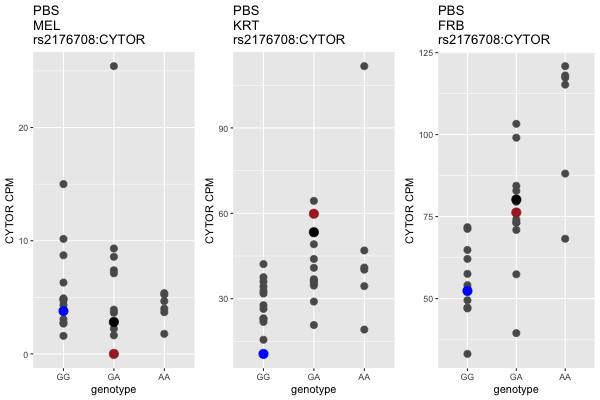 PBS
MEL
rs2176708:CYTOR
CYTOR CPM
20
10
0
GG GA AA
genotype
PBS
KRT
rs2176708:CYTOR
CYTOR CPM
90
60
30
GG GA AA
genotype
PBS
FRB
rs2176708:CYTOR
CYTOR CPM
125
100
75
50
GG GA AA
genotype